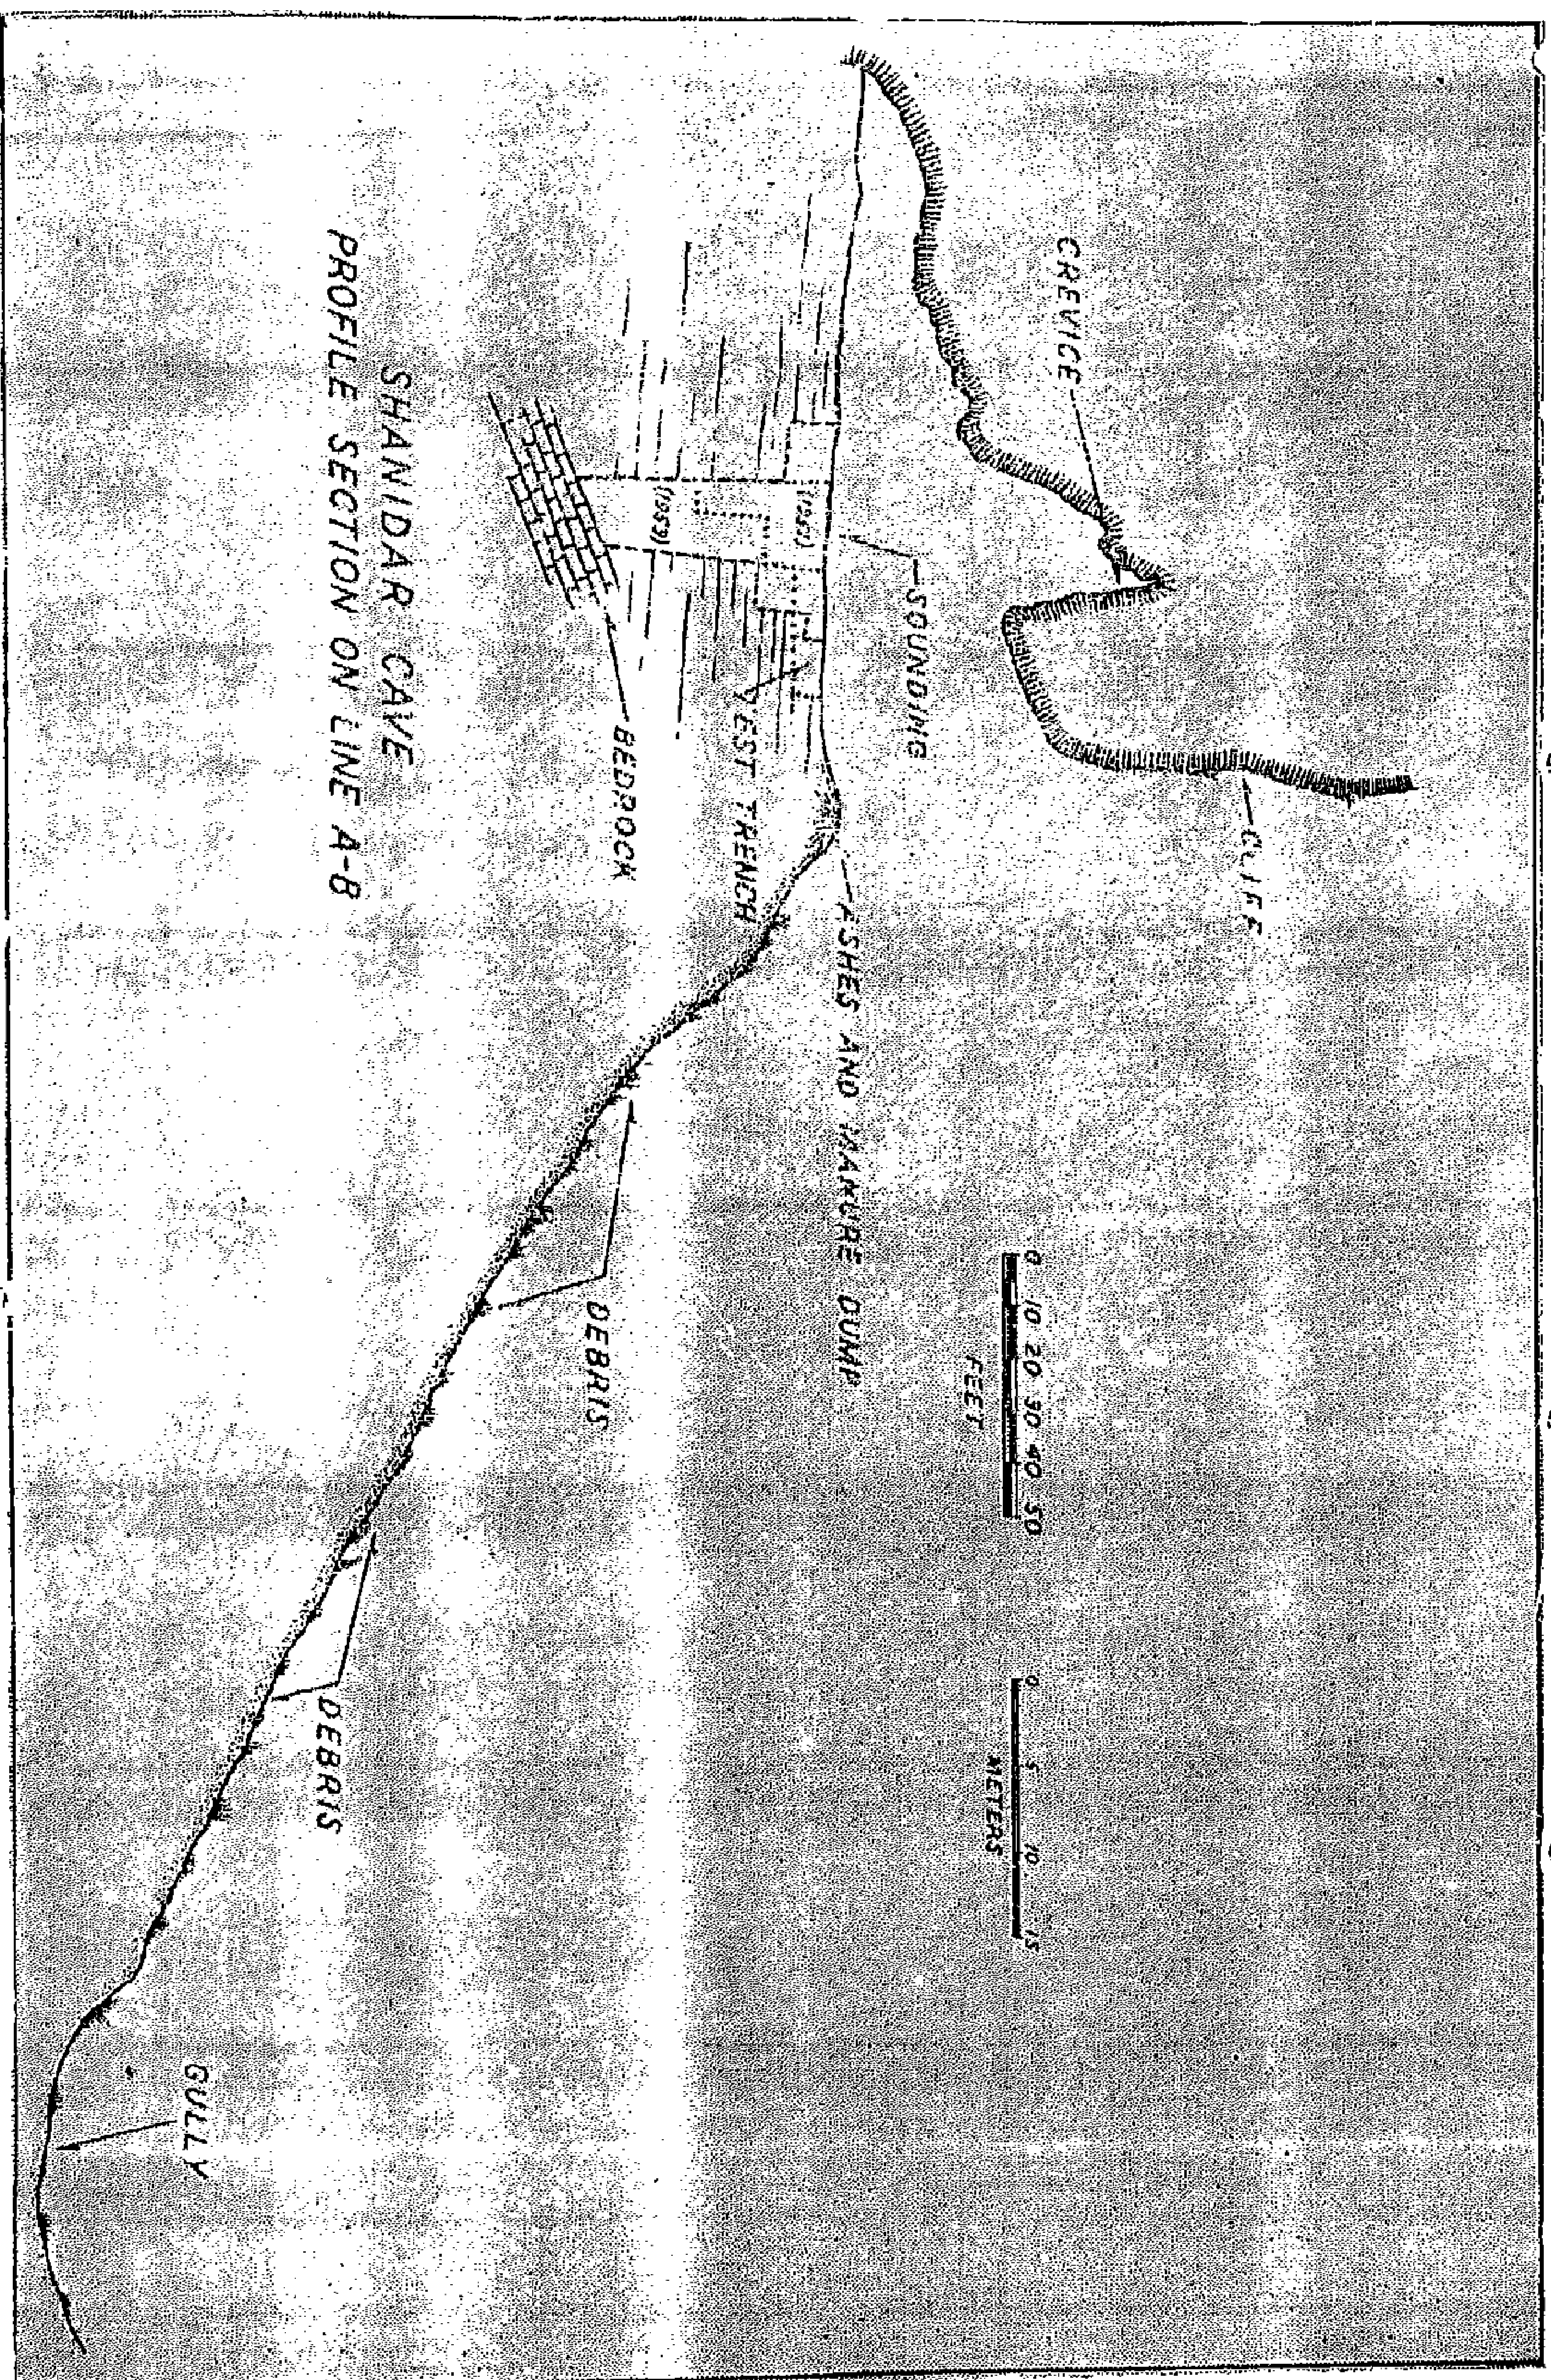 CREVICE
CLIFF
SOUNDING
(1951)
(1953)
TEST TRENCH
BEDROCK
ASHES AND MANURE DUMP
0 10 20 30 40 50
FEET
0 5 10 15
METERS
DEBRIS
DEBRIS
GULLY
SHANIDAR CAVE
PROFILE SECTION ON LINE A-B